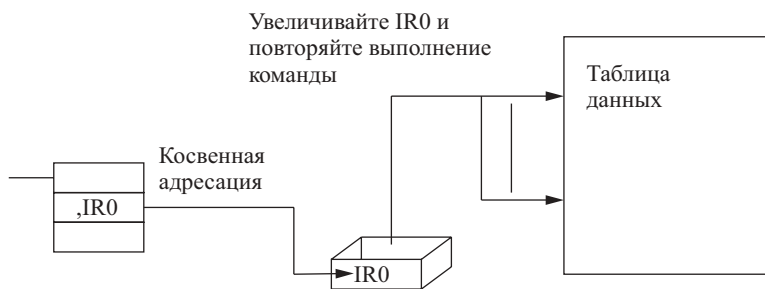 Увеличивайте IR0 и
повторяйте выполнение
команды
Таблица
данных
Косвенная
адресация
,IR0
IR0